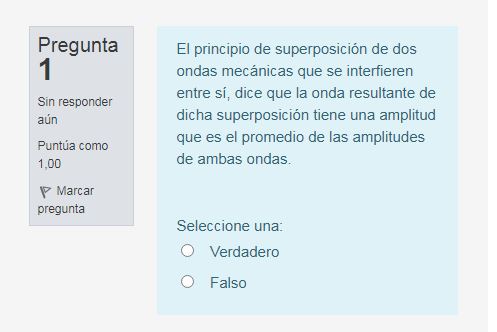 Pregunta
1
Sin responder
aún
Puntúa como
1,00
Marcar
pregunta
El principio de superposición de dos
ondas mecánicas que se interfieren
entre sí, dice que la onda resultante de
dicha superposición tiene una amplitud
que es el promedio de las amplitudes
de ambas ondas.
Seleccione una:
Verdadero
Falso